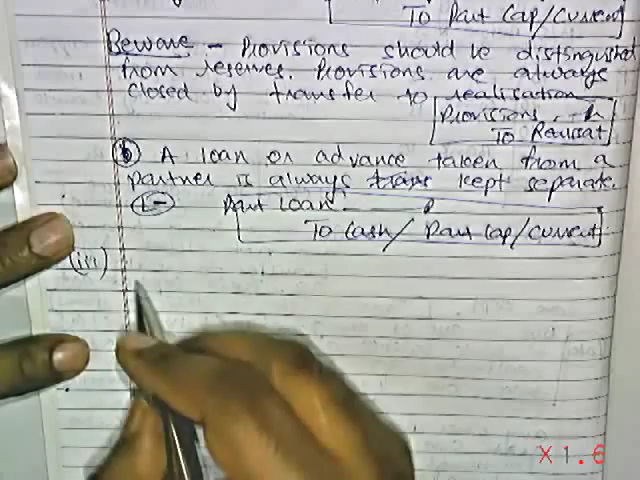 To Part Cap/Current
Beware - Provisions should be distinguished
from reserves. Provisions are always
closed by transfer to realisation
Provisions
To Realisat
(b) A loan or advance taken from a
partner is always kept separate.
Part Loan
To Cash/ Part Cap/Current
(iii)
X1.6